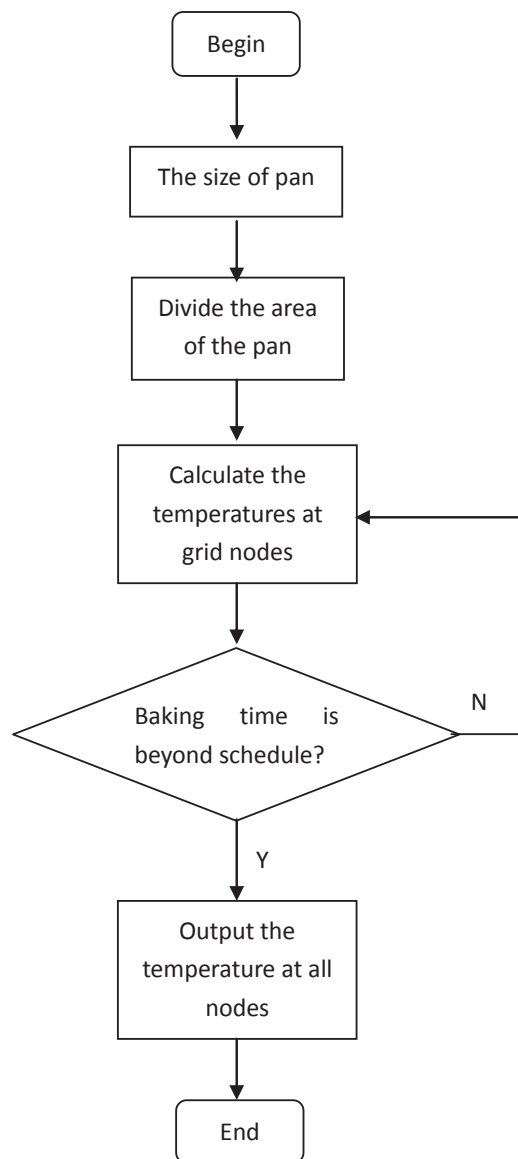 Begin
The size of pan
Divide the area
of the pan
Calculate the
temperatures at
grid nodes
Baking time is
beyond schedule?
N
Y
Output the
temperature at all
nodes
End